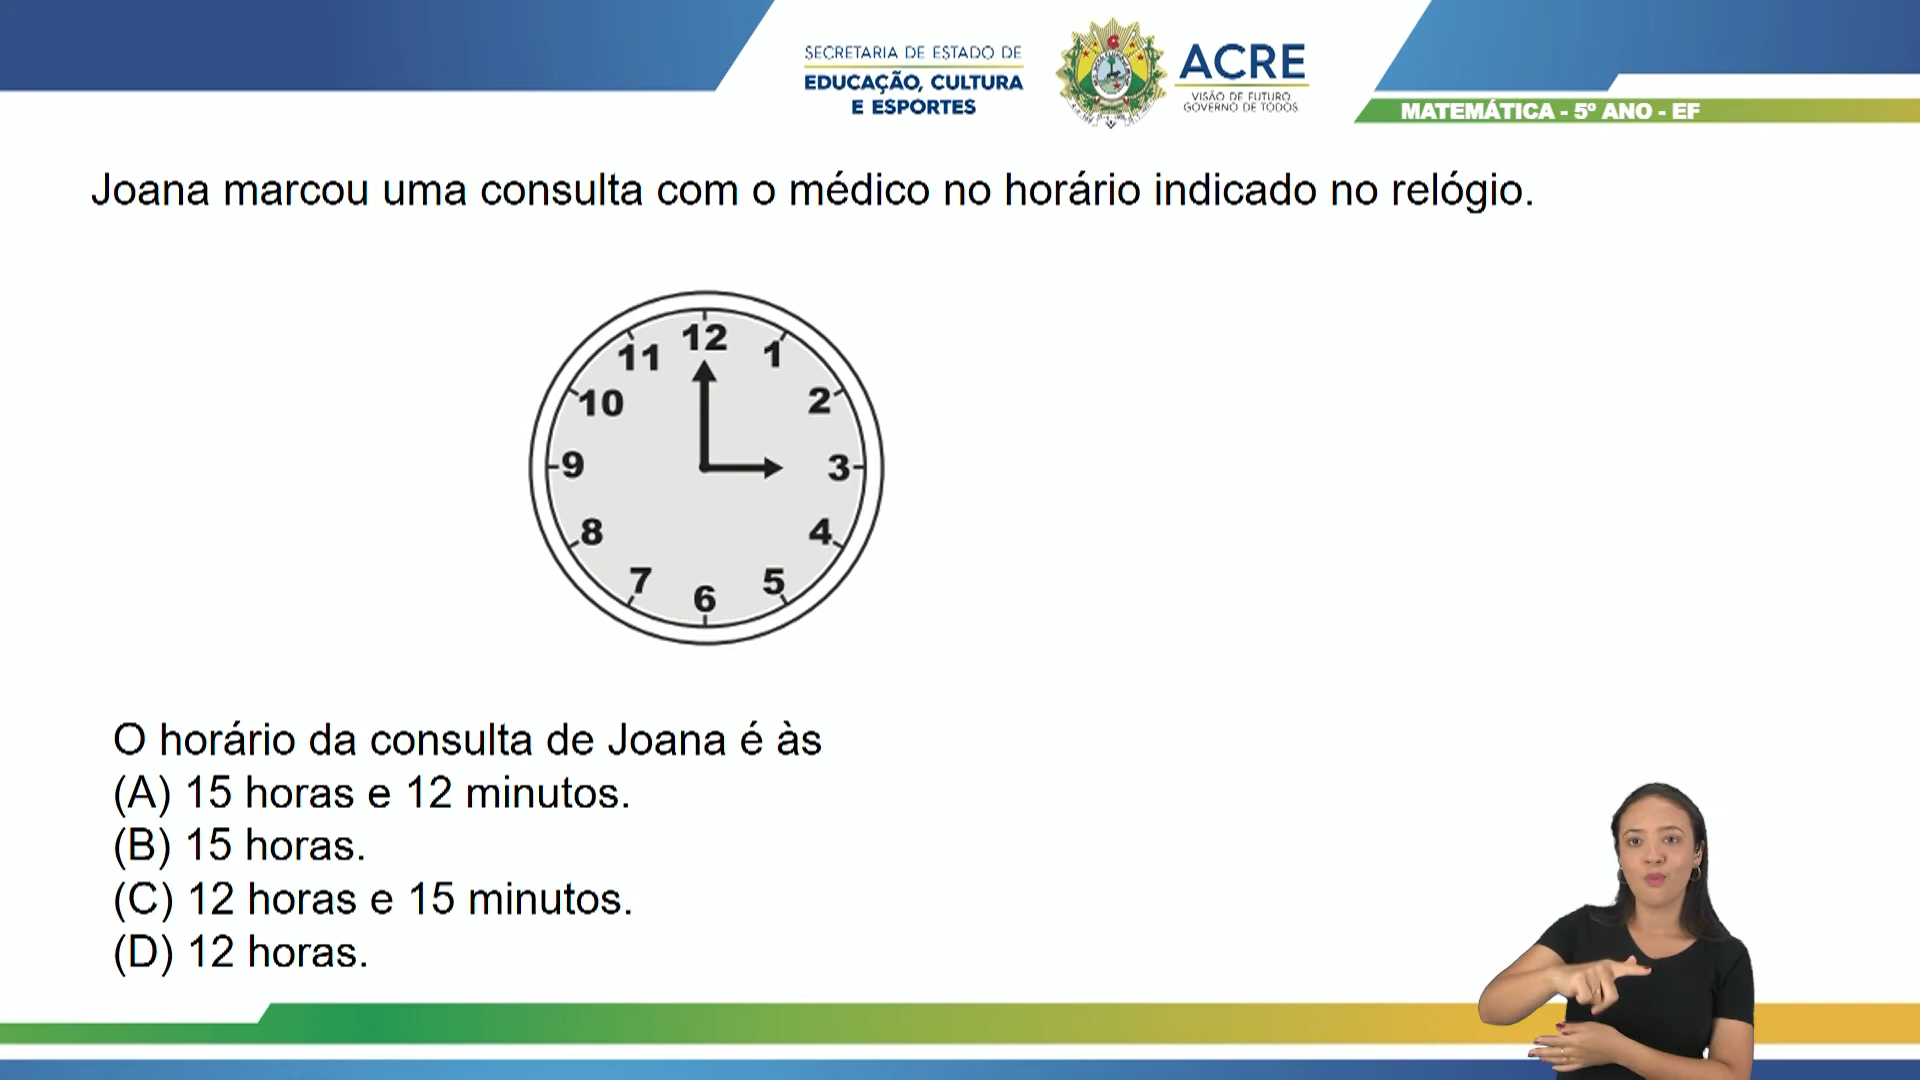 SECRETARIA DE ESTADO DE
EDUCAÇÃO, CULTURA
E ESPORTES
ACRE
VISÃO DE FUTURO
GOVERNO DE TODOS
MATEMÁTICA - 5º ANO - EF
Joana marcou uma consulta com o médico no horário indicado no relógio.
12
11
1
10
2
9
3
8
4
7
5
6
O horário da consulta de Joana é às
(A) 15 horas e 12 minutos.
(B) 15 horas.
(C) 12 horas e 15 minutos.
(D) 12 horas.